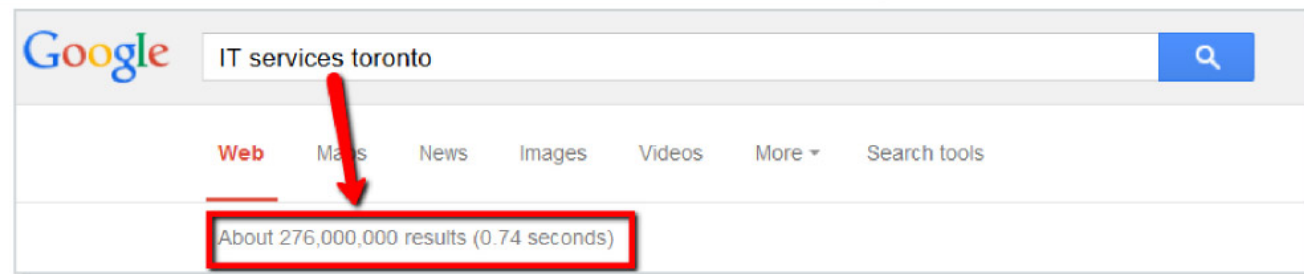 Google IT services toronto
Web Maps News Images Videos More Search tools
About 276,000,000 results (0.74 seconds)